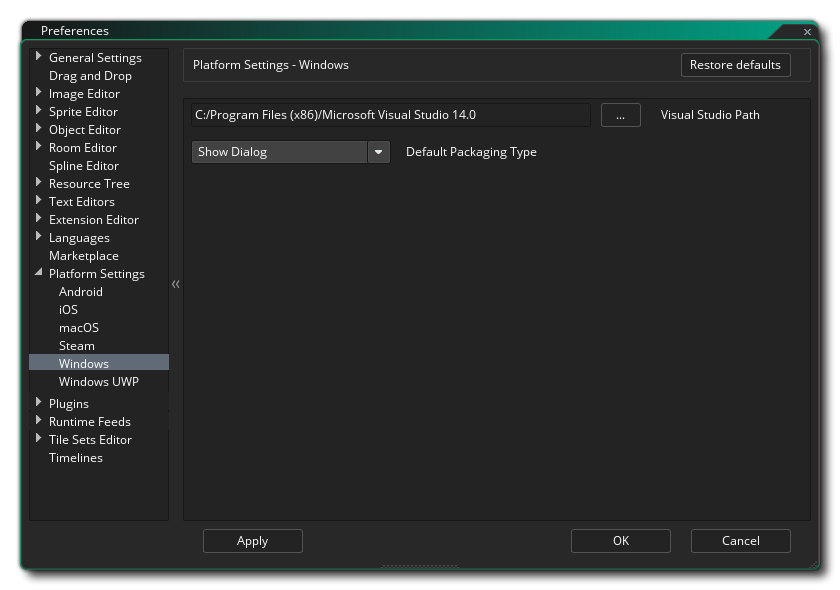 Preferences
General Settings
Drag and Drop
Image Editor
Sprite Editor
Object Editor
Room Editor
Spline Editor
Resource Tree
Text Editors
Extension Editor
Languages
Marketplace
Platform Settings
Android
iOS
macOS
Steam
Windows
Windows UWP
Plugins
Runtime Feeds
Tile Sets Editor
Timelines
Platform Settings - Windows
Restore defaults
C:/Program Files (x86)/Microsoft Visual Studio 14.0
...
Visual Studio Path
Show Dialog
Default Packaging Type
Apply
OK
Cancel